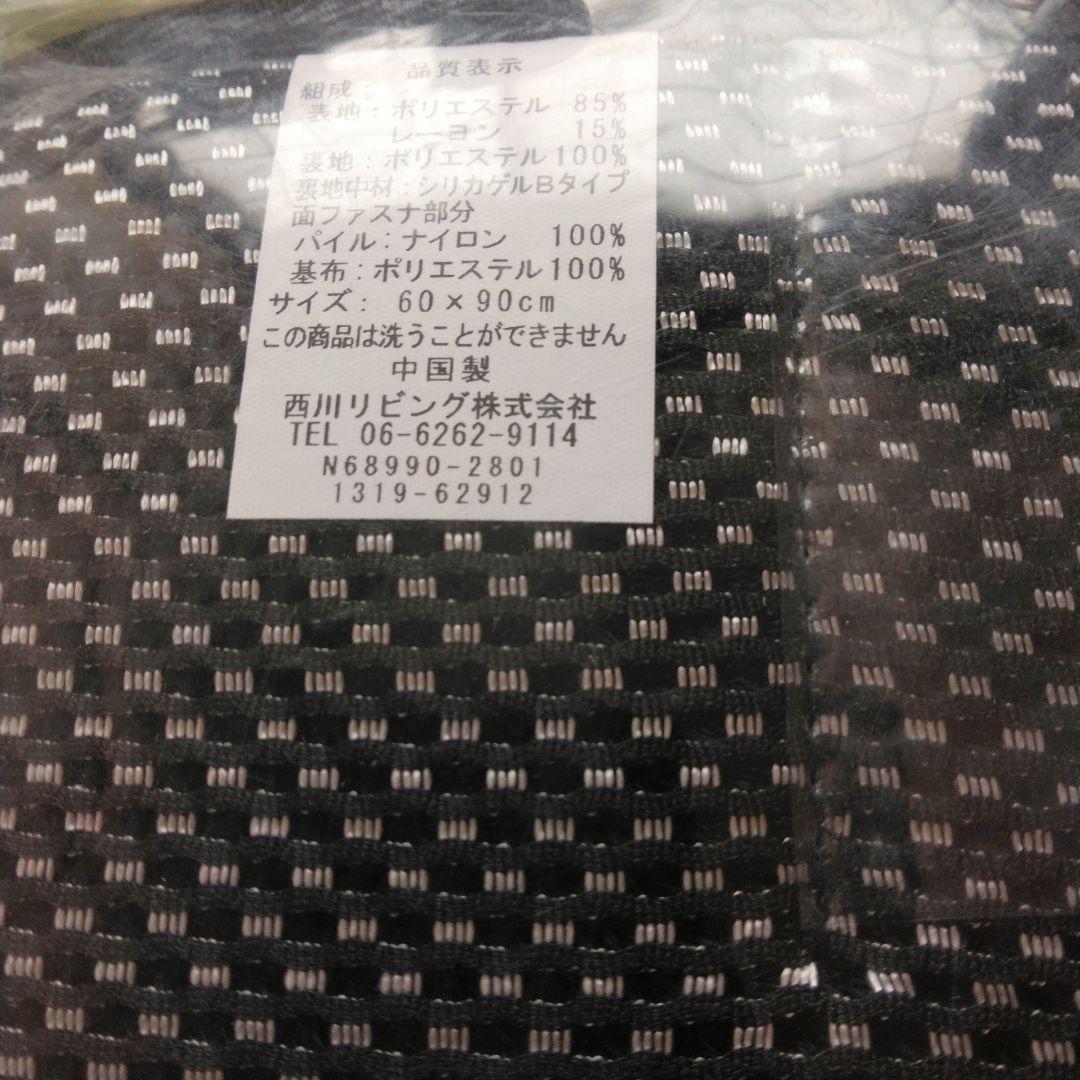 品質表示
組成:
表地:ポリエステル 85%
レーヨン 15%
裏地:ポリエステル100%
裏地中材:シリカゲルBタイプ
面ファスナ部分
パイル:ナイロン 100%
基布:ポリエステル100%
サイズ: 60×90cm
この商品は洗うことができません
中国製
西川リビング株式会社
TEL 06-6262-9114
N68990-2801
1319-62912